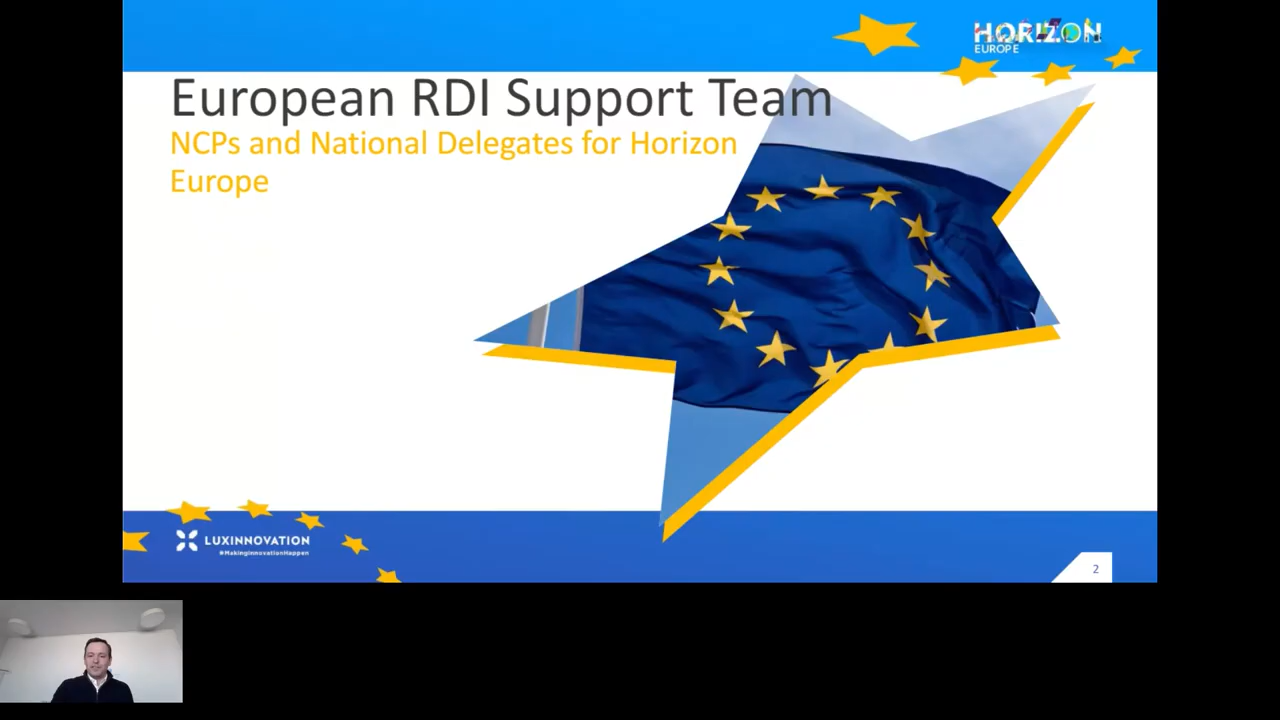 HORIZON
EUROPE
European RDI Support Team
NCPs and National Delegates for Horizon
Europe
LUXINNOVATION
#MakingInnovationHappen
2